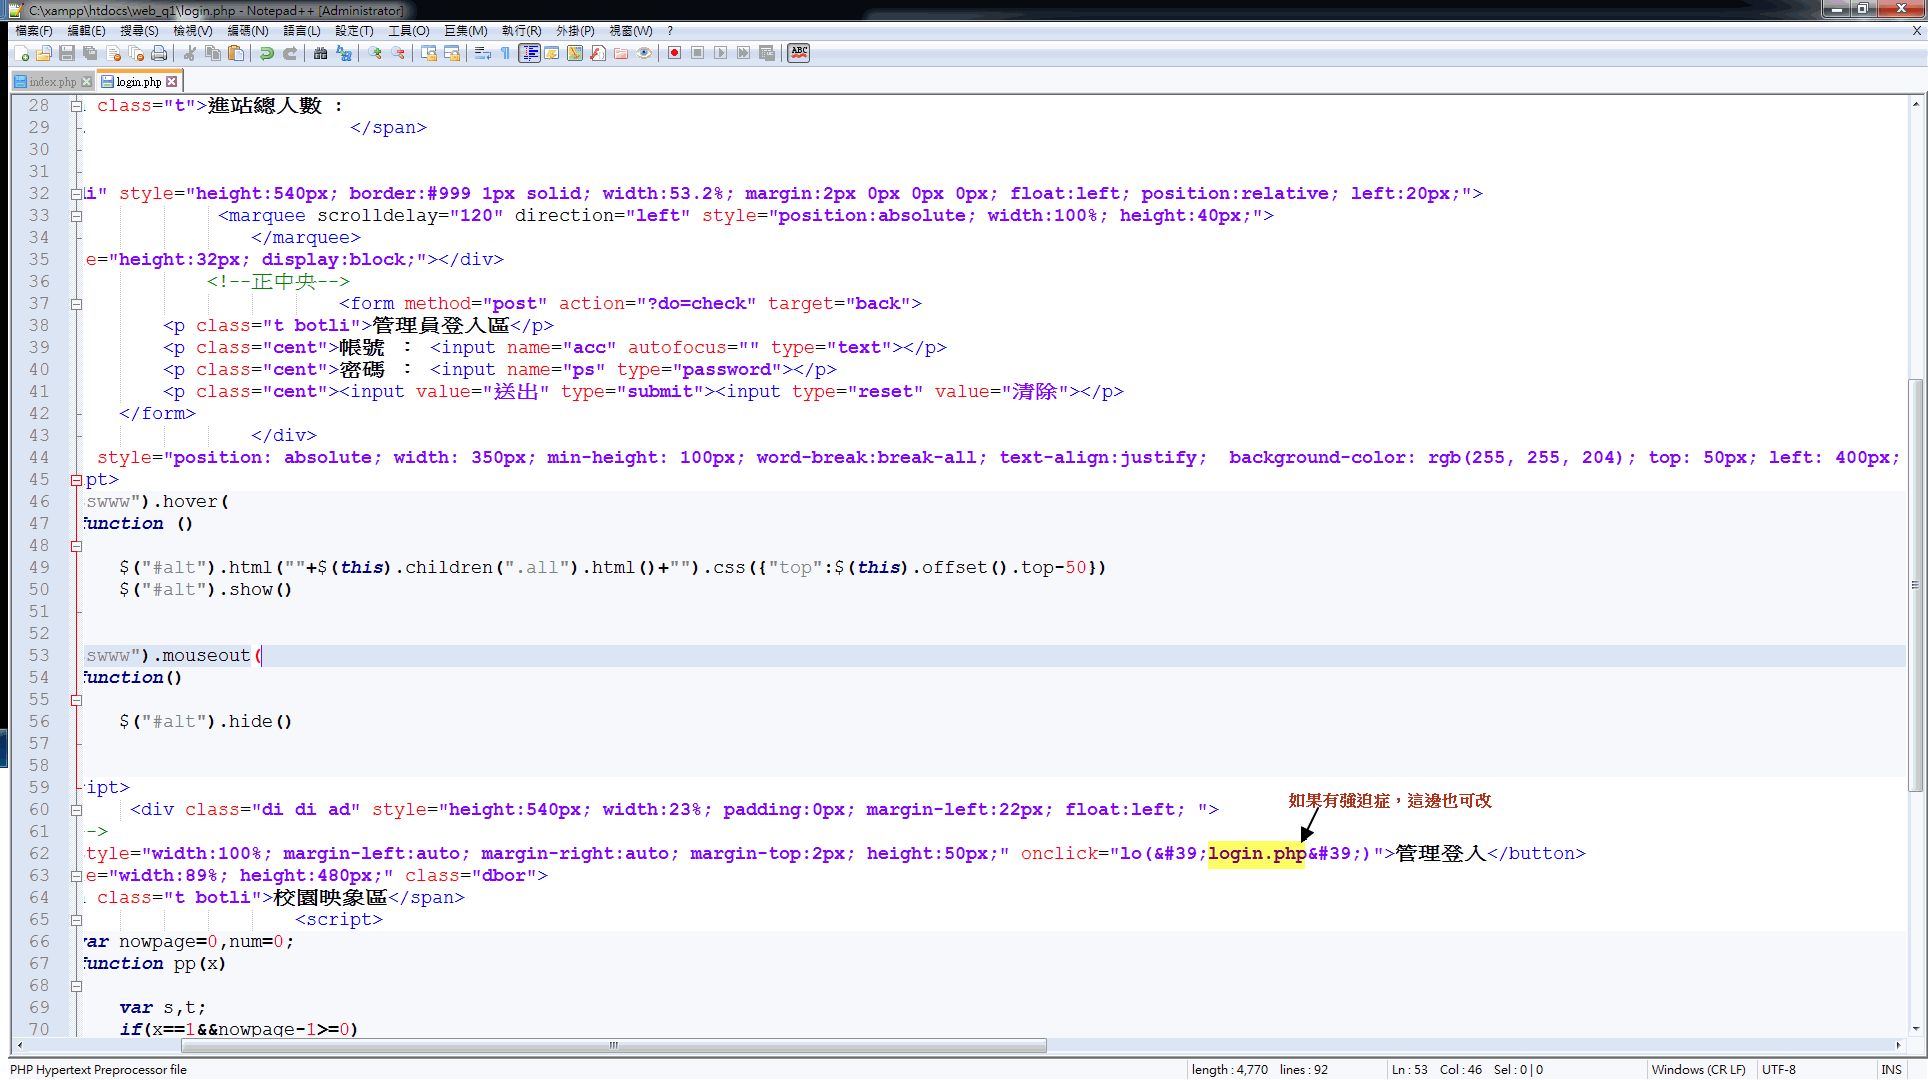 C:\xampp\htdocs\web_q1\login.php - Notepad++ [Administrator]
檔案(F) 編輯(E) 搜尋(S) 檢視(V) 編碼(N) 語言(L) 設定(T) 工具(O) 巨集(M) 執行(R) 外掛(P) 視窗(W) ? X
ABC
index.php login.php
28 class="t">進站總人數 :
29 </span>
30
31
32 li" style="height:540px; border:#999 1px solid; width:53.2%; margin:2px 0px 0px 0px; float:left; position:relative; left:20px;">
33 <marquee scrolldelay="120" direction="left" style="position:absolute; width:100%; height:40px;">
34 </marquee>
35 e="height:32px; display:block;"></div>
36 <!--正中央-->
37 <form method="post" action="?do=check" target="back">
38 <p class="t botli">管理員登入區</p>
39 <p class="cent">帳號 : <input name="acc" autofocus="" type="text"></p>
40 <p class="cent">密碼 : <input name="ps" type="password"></p>
41 <p class="cent"><input value="送出" type="submit"><input type="reset" value="清除"></p>
42 </form>
43 </div>
44 style="position: absolute; width: 350px; min-height: 100px; word-break:break-all; text-align:justify;  background-color: rgb(255, 255, 204); top: 50px; left: 400px;
45 pt>
46 swww").hover(
47 function ()
48
49 $("#alt").html(""+$(this).children(".all").html()+"").css({"top":$(this).offset().top-50})
50 $("#alt").show()
51
52
53 swww").mouseout(
54 function()
55
56 $("#alt").hide()
57
58
59 ript>
60 <div class="di di ad" style="height:540px; width:23%; padding:0px; margin-left:22px; float:left; ">
如果有強迫症，這邊也可改
61 -->
62 style="width:100%; margin-left:auto; margin-right:auto; margin-top:2px; height:50px;" onclick="lo(&#39;login.php&#39;)">管理登入</button>
63 e="width:89%; height:480px;" class="dbor">
64 class="t botli">校園映象區</span>
65 <script>
66 var nowpage=0,num=0;
67 function pp(x)
68
69 var s,t;
70 if(x==1&&nowpage-1>=0)
PHP Hypertext Preprocessor file length : 4,770 lines : 92 Ln : 53 Col : 46 Sel : 0 | 0 Windows (CR LF) UTF-8 INS